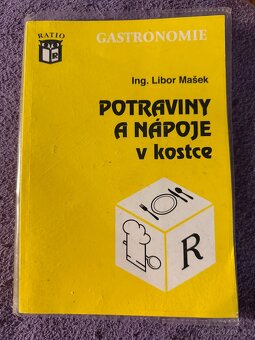 RATIO
GASTRONOMIE
Ing. Libor Mašek
POTRAVINY
A NÁPOJE
v kostce
R